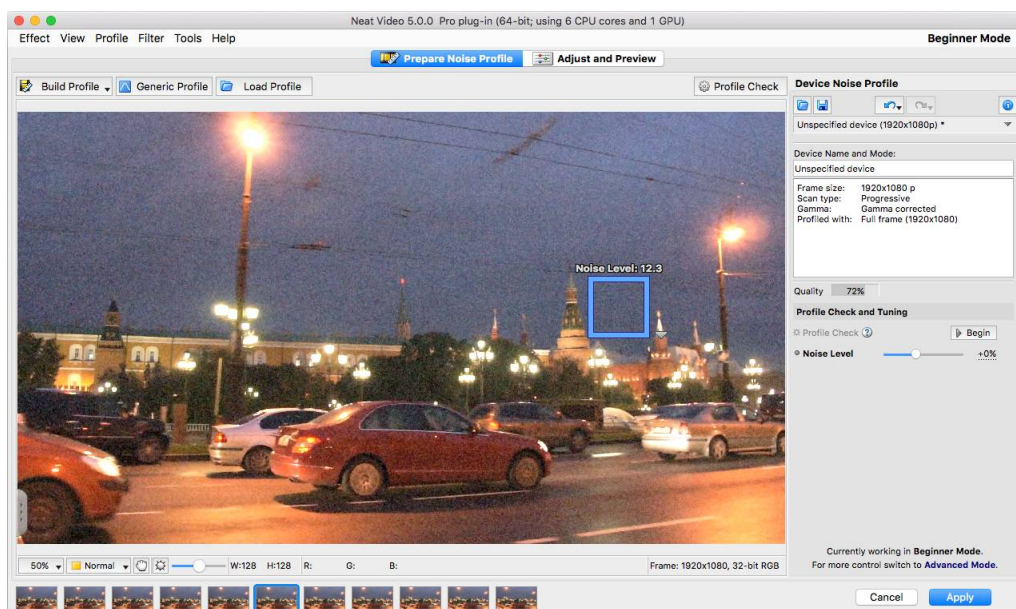 Neat Video 5.0.0 Pro plug-in (64-bit; using 6 CPU cores and 1 GPU)
Effect View Profile Filter Tools Help
Beginner Mode
Prepare Noise Profile
Adjust and Preview
Build Profile
Generic Profile
Load Profile
Profile Check
Device Noise Profile
Unspecified device (1920x1080p) *
Device Name and Mode:
Unspecified device
Frame size: 1920x1080 p
Scan type: Progressive
Gamma: Gamma corrected
Profiled with: Full frame (1920x1080)
Noise Level: 12.3
Quality 72%
Profile Check and Tuning
Profile Check ? Begin
Noise Level +0%
Currently working in Beginner Mode.
For more control switch to Advanced Mode.
50% Normal W:128 H:128 R: G: B: Frame: 1920x1080, 32-bit RGB
Cancel Apply